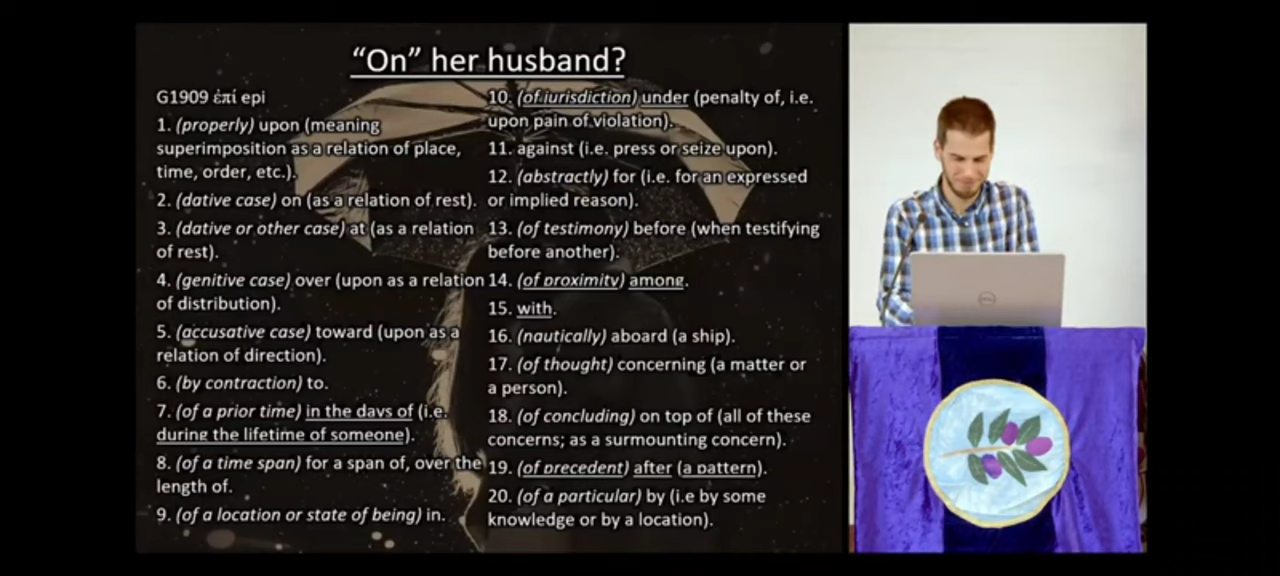 “On” her husband?
G1909 ἐπί epi
1. (properly) upon (meaning
superimposition as a relation of place,
time, order, etc.).
2. (dative case) on (as a relation of rest).
3. (dative or other case) at (as a relation
of rest).
4. (genitive case) over (upon as a relation
of distribution).
5. (accusative case) toward (upon as a
relation of direction).
6. (by contraction) to.
7. (of a prior time) in the days of (i.e.
during the lifetime of someone).
8. (of a time span) for a span of, over the
length of.
9. (of a location or state of being) in.
10. (of jurisdiction) under (penalty of, i.e.
upon pain of violation).
11. against (i.e. press or seize upon).
12. (abstractly) for (i.e. for an expressed
or implied reason).
13. (of testimony) before (when testifying
before another).
14. (of proximity) among.
15. with.
16. (nautically) aboard (a ship).
17. (of thought) concerning (a matter or
a person).
18. (of concluding) on top of (all of these
concerns; as a surmounting concern).
19. (of precedent) after (a pattern).
20. (of a particular) by (i.e by some
knowledge or by a location).
DELL